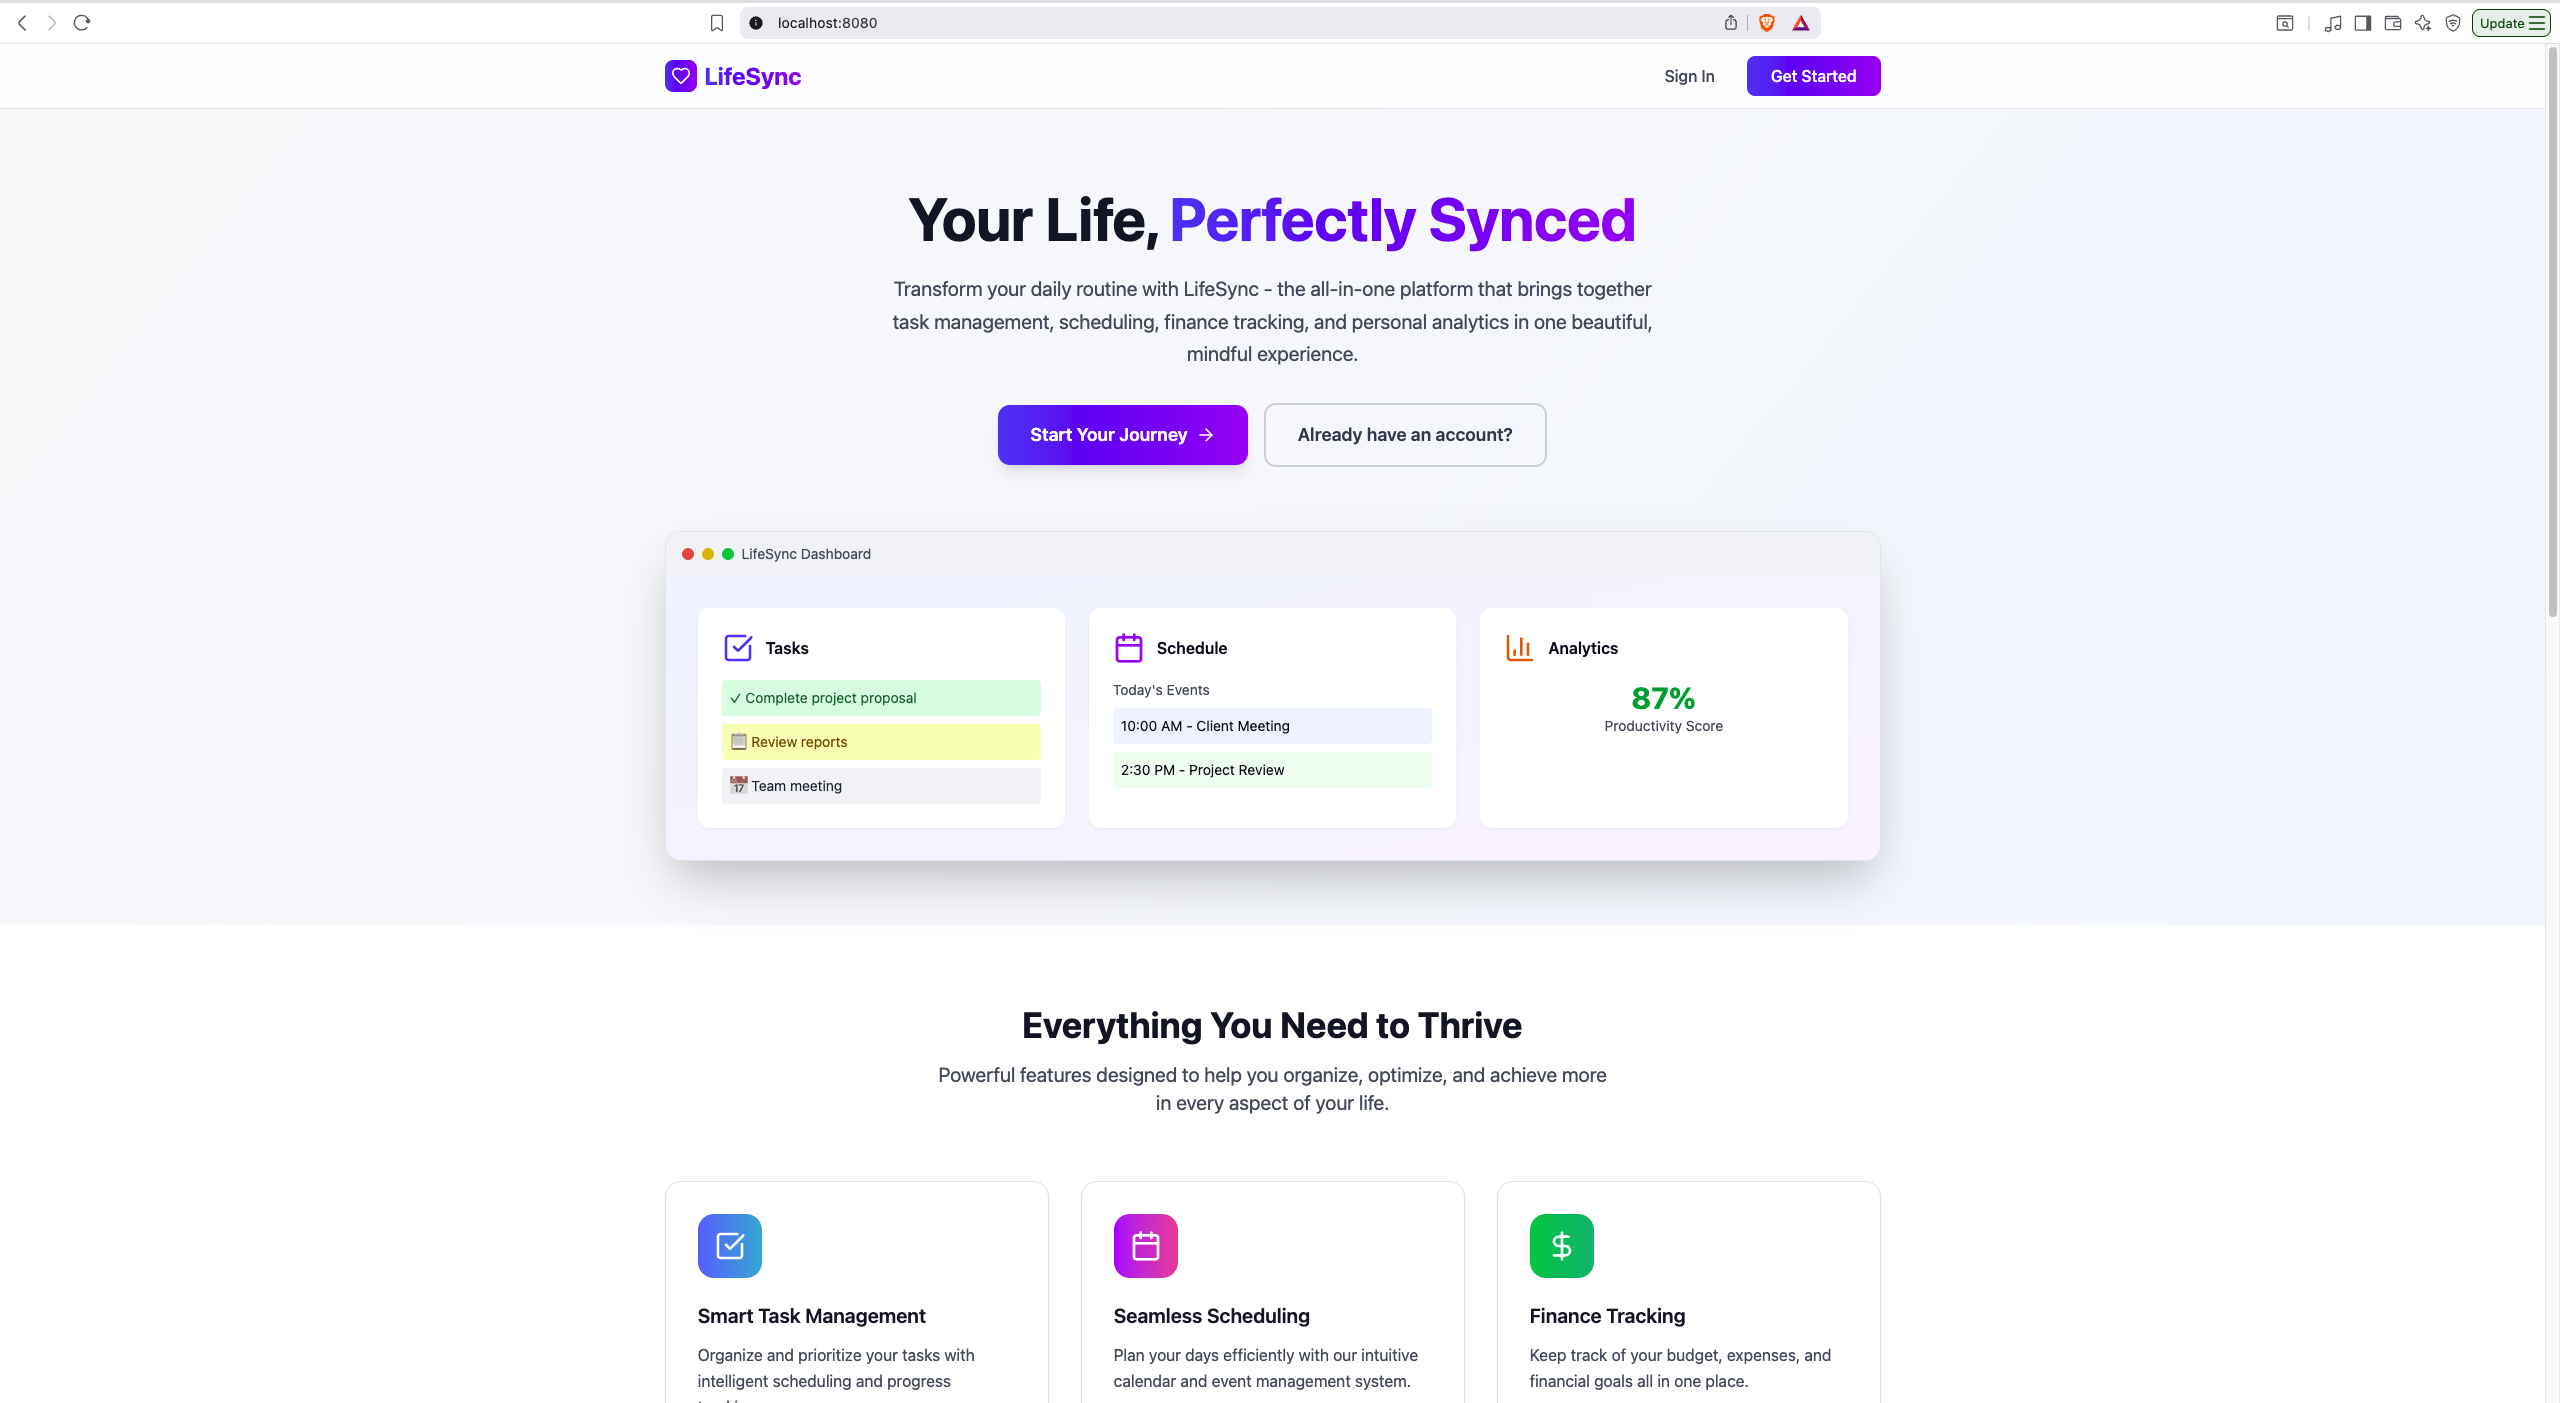 localhost:8080
Update
LifeSync
Sign In
Get Started
Your Life, Perfectly Synced
Transform your daily routine with LifeSync - the all-in-one platform that brings together
task management, scheduling, finance tracking, and personal analytics in one beautiful,
mindful experience.
Start Your Journey →
Already have an account?
LifeSync Dashboard
Tasks
✓ Complete project proposal
Review reports
17 Team meeting
Schedule
Today's Events
10:00 AM - Client Meeting
2:30 PM - Project Review
Analytics
87%
Productivity Score
Everything You Need to Thrive
Powerful features designed to help you organize, optimize, and achieve more
in every aspect of your life.
Smart Task Management
Organize and prioritize your tasks with
intelligent scheduling and progress
Seamless Scheduling
Plan your days efficiently with our intuitive
calendar and event management system.
Finance Tracking
Keep track of your budget, expenses, and
financial goals all in one place.